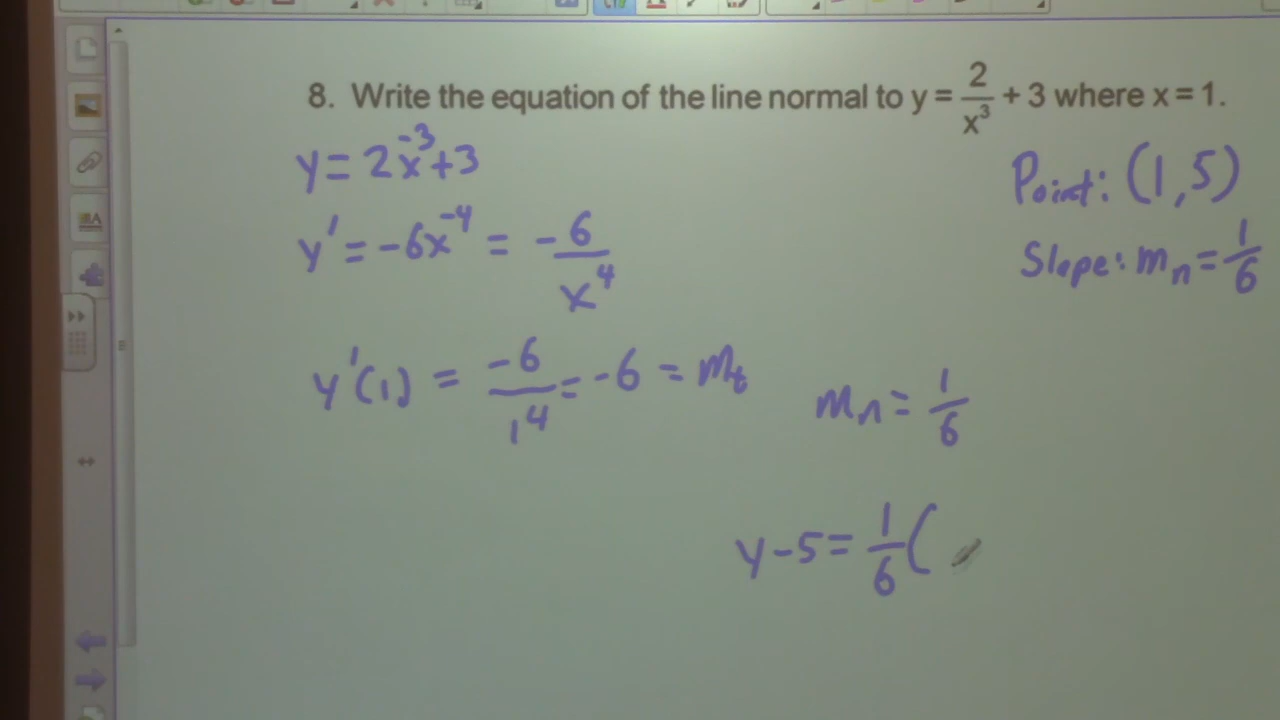 8. Write the equation of the line normal to y = 2/x³ + 3 where x = 1.
y = 2x⁻³+3
Point: (1,5)
y' = -6x⁻⁴ = -6/x⁴
Slope: mₙ = 1/6
y'(1) = -6/1⁴ = -6 = mₜ
mₙ = 1/6
y-5 = 1/6(